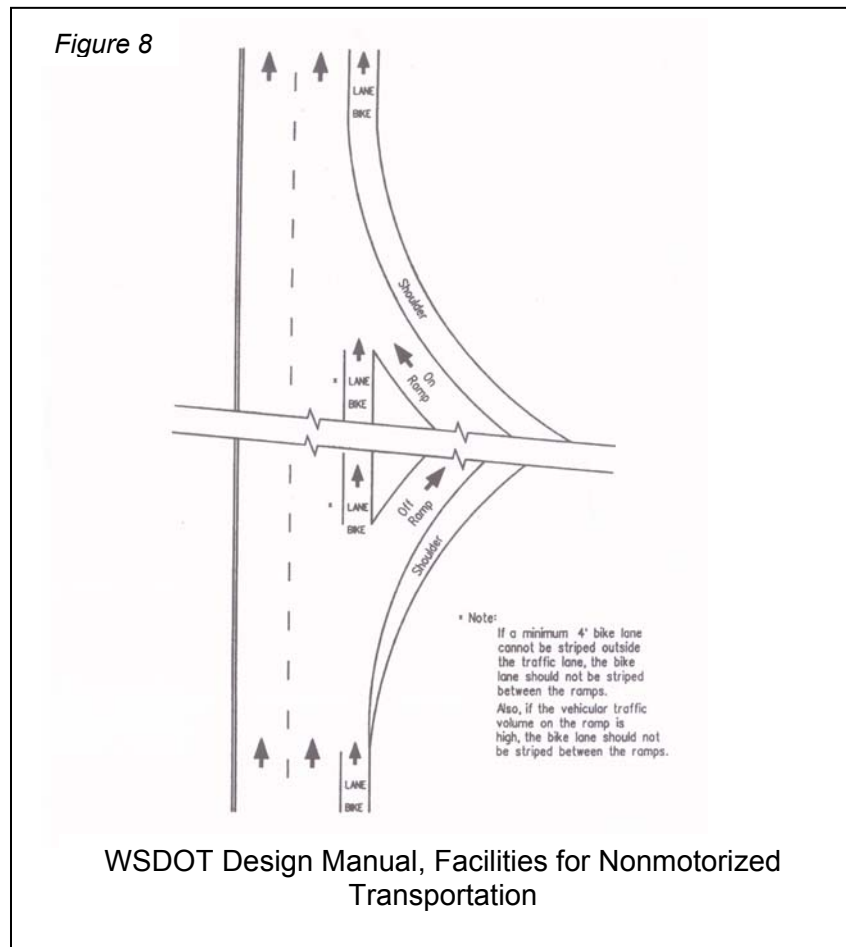 Figure 8
LANE
BIKE
Shoulder
On
Ramp
* LANE
BIKE
* LANE
BIKE
Off
Ramp
Shoulder
* Note:
If a minimum 4' bike lane
cannot be striped outside
the traffic lane, the bike
lane should not be striped
between the ramps.
Also, if the vehicular traffic
volume on the ramp is
high, the bike lane should not
be striped between the ramps.
LANE
BIKE
WSDOT Design Manual, Facilities for Nonmotorized
Transportation